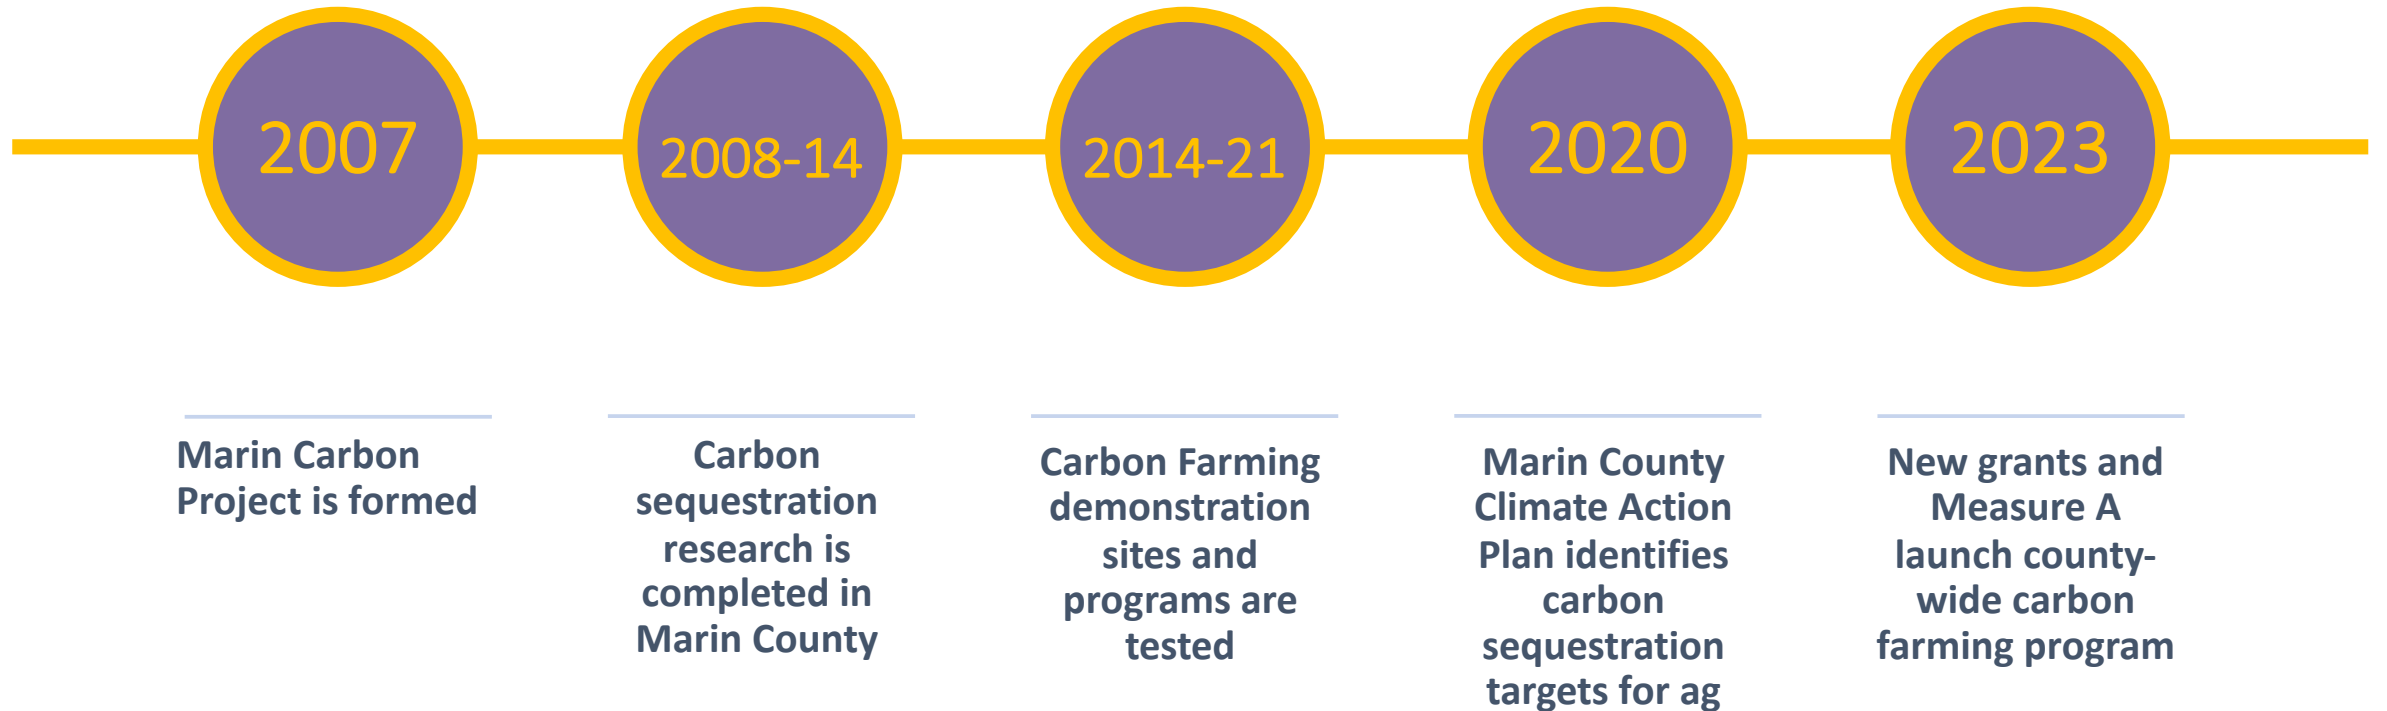 2007
2008-14
2014-21
2020
2023
Marin Carbon
Project is formed
Carbon
sequestration
research is
completed in
Marin County
Carbon Farming
demonstration
sites and
programs are
tested
Marin County
Climate Action
Plan identifies
carbon
sequestration
targets for ag
New grants and
Measure A
launch county-
wide carbon
farming program